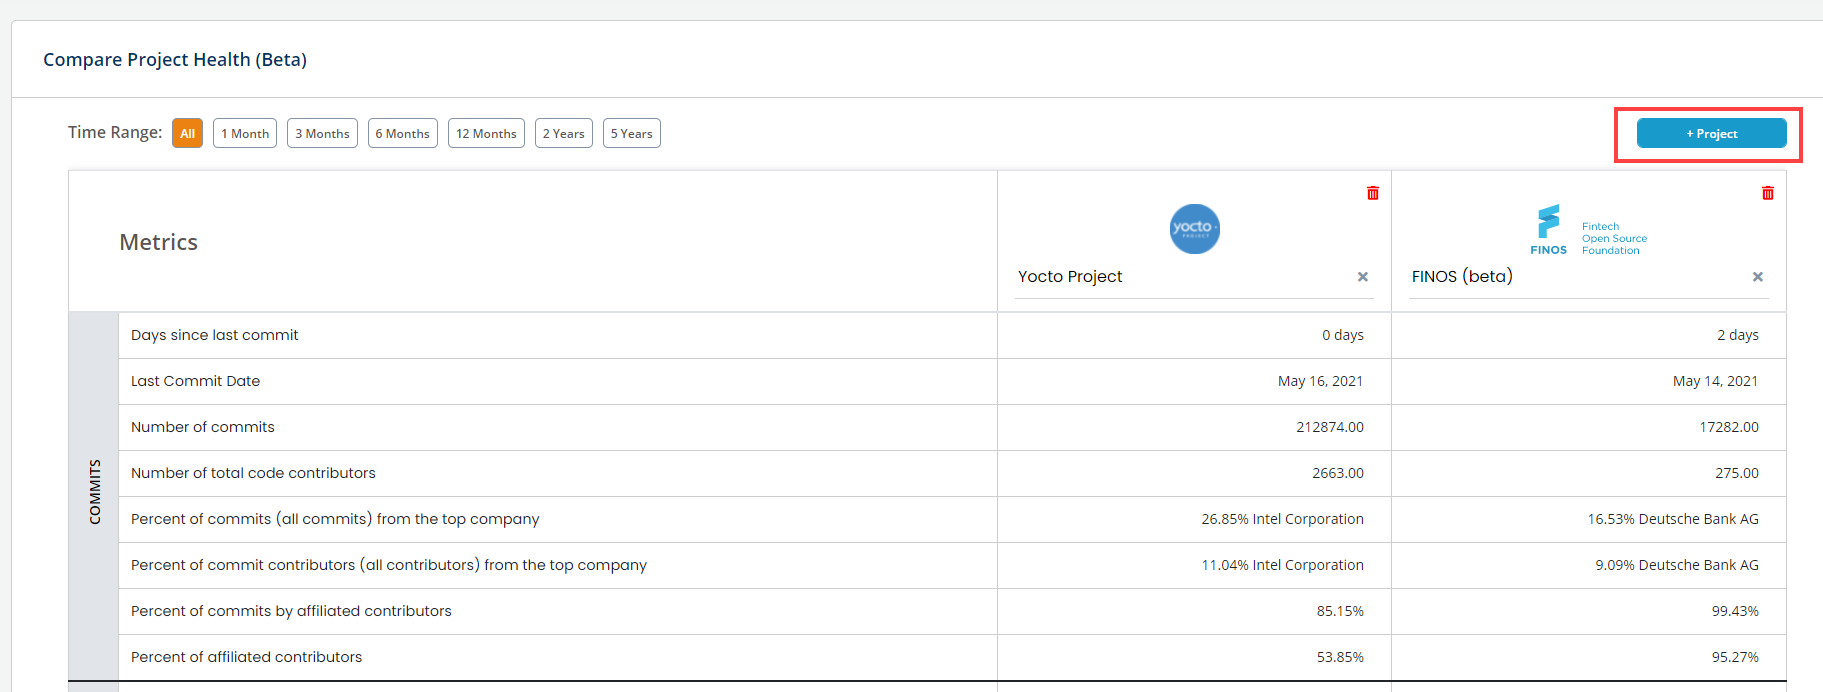 Compare Project Health (Beta)
Time Range: All 1 Month 3 Months 6 Months 12 Months 2 Years 5 Years + Project
Metrics
yocto
PROJECT
FINOS
Fintech
Open Source
Foundation
Yocto Project ×
FINOS (beta) ×
COMMITS
Days since last commit 0 days 2 days
Last Commit Date May 16, 2021 May 14, 2021
Number of commits 212874.00 17282.00
Number of total code contributors 2663.00 275.00
Percent of commits (all commits) from the top company 26.85% Intel Corporation 16.53% Deutsche Bank AG
Percent of commit contributors (all contributors) from the top company 11.04% Intel Corporation 9.09% Deutsche Bank AG
Percent of commits by affiliated contributors 85.15% 99.43%
Percent of affiliated contributors 53.85% 95.27%